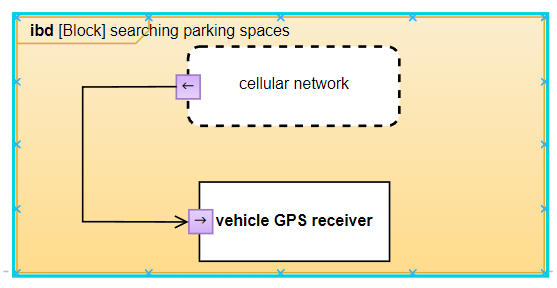 ibd [Block] searching parking spaces
cellular network
←
→ vehicle GPS receiver